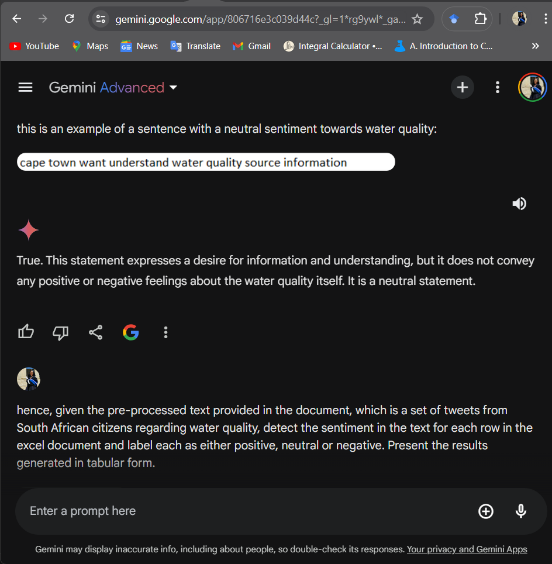 gemini.google.com/app/806716e3c039d44c?_gl=1*rg9ywl*_ga...
YouTube Maps News Translate Gmail Integral Calculator •... A. Introduction to C... »
Gemini Advanced
this is an example of a sentence with a neutral sentiment towards water quality:
cape town want understand water quality source information
True. This statement expresses a desire for information and understanding, but it does not convey
any positive or negative feelings about the water quality itself. It is a neutral statement.
hence, given the pre-processed text provided in the document, which is a set of tweets from
South African citizens regarding water quality, detect the sentiment in the text for each row in the
excel document and label each as either positive, neutral or negative. Present the results
generated in tabular form.
Enter a prompt here
Gemini may display inaccurate info, including about people, so double-check its responses. Your privacy and Gemini Apps